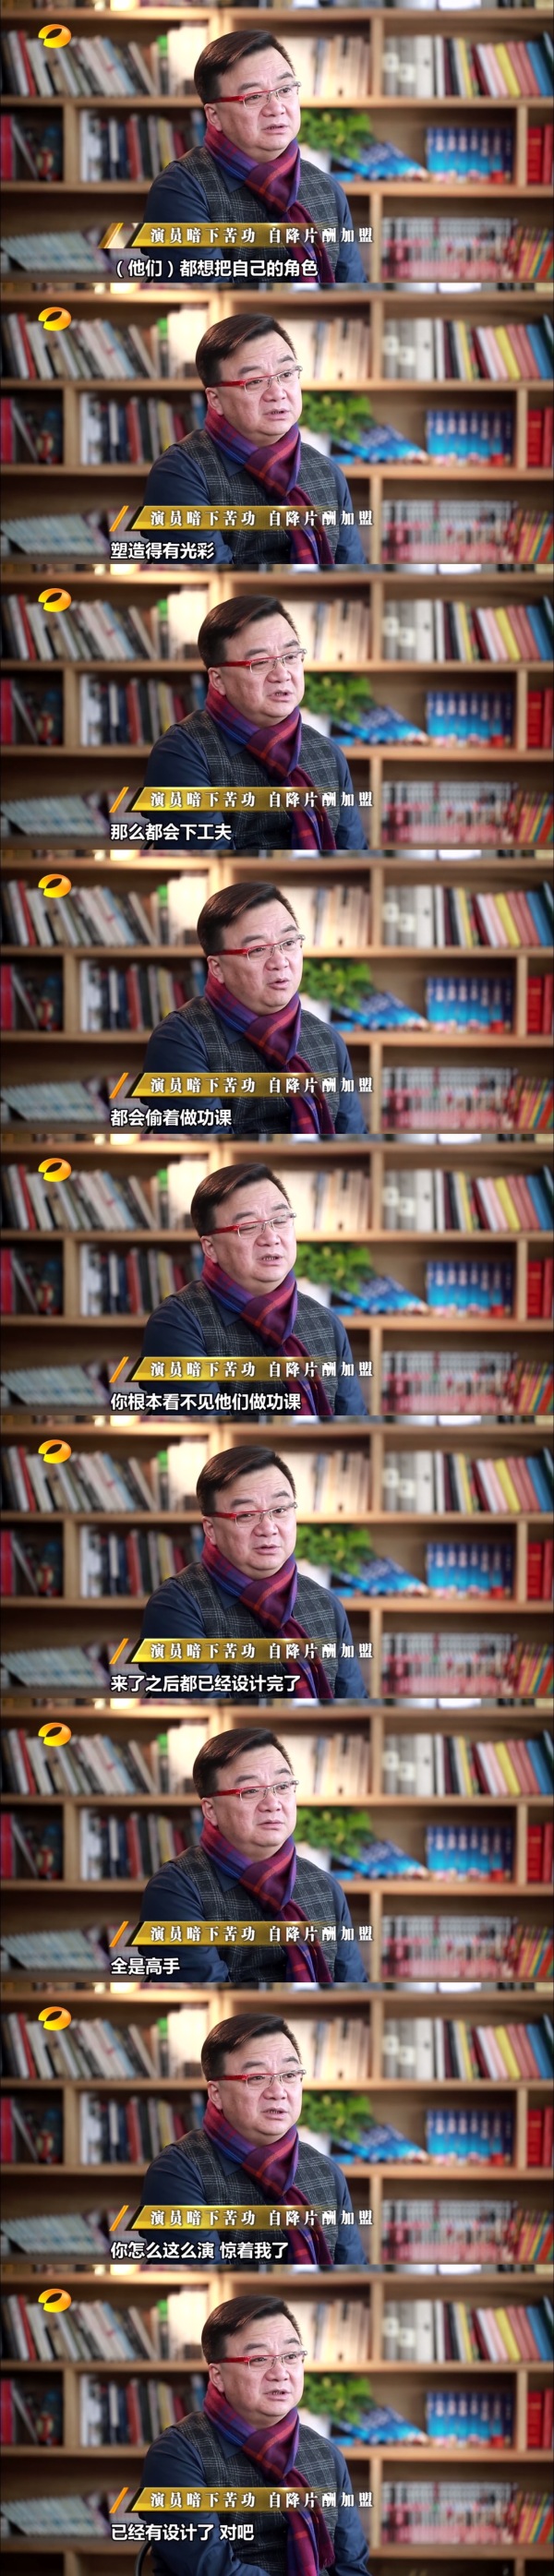 演员暗下苦功 自降片酬加盟
（他们）都想把自己的角色
演员暗下苦功 自降片酬加盟
塑造得有光彩
演员暗下苦功 自降片酬加盟
那么都会下工夫
演员暗下苦功 自降片酬加盟
都会偷着做功课
演员暗下苦功 自降片酬加盟
你根本看不见他们做功课
演员暗下苦功 自降片酬加盟
来了之后都已经设计完了
演员暗下苦功 自降片酬加盟
全是高手
演员暗下苦功 自降片酬加盟
你怎么这么演 惊着我了
演员暗下苦功 自降片酬加盟
已经有设计了 对吧